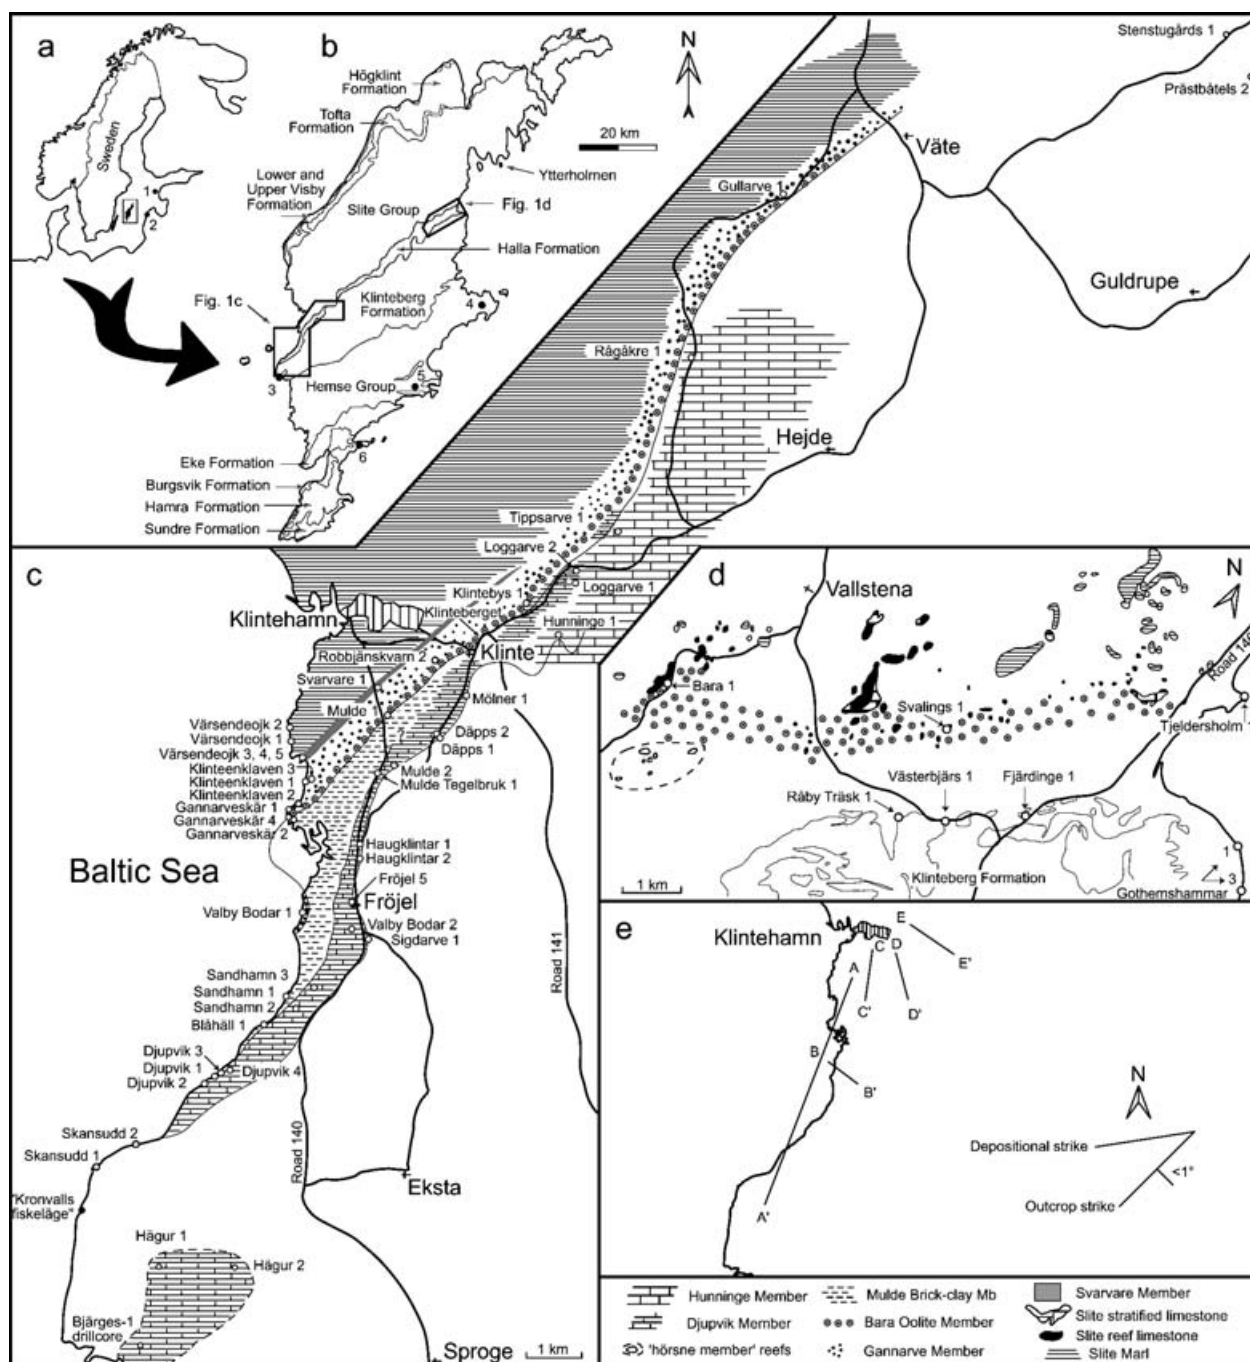 a
Sweden
1
2
b
Högklint
Formation
Tofta
Formation
N
20 km
Lower and
Upper Visby
Formation
Slite Group
Ytterholmen
Fig. 1d
Halla Formation
Fig. 1c
Klinteberg
Formation
4
3
Hemse Group
5
6
Eke Formation
Burgsvik Formation
Hamra Formation
Sundre Formation
Stenstugårds 1
Prästbåtels 2
Väte
Gullarve 1
Guldrupe
Rågåkre 1
Hejde
Tippsarve 1
Loggarve 2
c
Klintebys 1
Loggarve 1
Klinteberget
Klintehamn
Hunninge 1
Robbjänskvarn 2
Klinte
Svarvare 1
Mölner 1
Mulde 1
Värsendeojk 2
Däpps 2
Värsendeojk 1
Däpps 1
Värsendeojk 3, 4, 5
?
Klinteenklaven 3
Mulde 2
Klinteenklaven 1
Mulde Tegelbruk 1
Klinteenklaven 2
Gannarveskär 1
Gannarveskär 4
Gannarveskär 2
Haugklintar 1
Haugklintar 2
Baltic Sea
Fröjel 5
Fröjel
Valby Bodar 1
Valby Bodar 2
Sigdarve 1
Road 141
Sandhamn 3
Sandhamn 1
Sandhamn 2
Blåhäll 1
Djupvik 3
Djupvik 1
Djupvik 4
Djupvik 2
Skansudd 2
Road 140
Skansudd 1
Eksta
"Kronvalls
fiskeläge"
Hägur 1
Hägur 2
Bjärges-1
drillcore
Sproge
1 km
d
Vallstena
N
Road 146
Bara 1
Svalings 1
Tjeldersholm 1
Västerbjärs 1
Fjärdinge 1
Råby Träsk 1
1
1 km
Klinteberg Formation
3
Gothemshammar
e
Klintehamn
E
C
D
E'
A
C'
D'
B
B'
N
Depositional strike
<1°
Outcrop strike
A'
Hunninge Member
Mulde Brick-clay Mb
Svarvare Member
Slite stratified limestone
Djupvik Member
Bara Oolite Member
Slite reef limestone
'hörsne member' reefs
Gannarve Member
Slite Marl